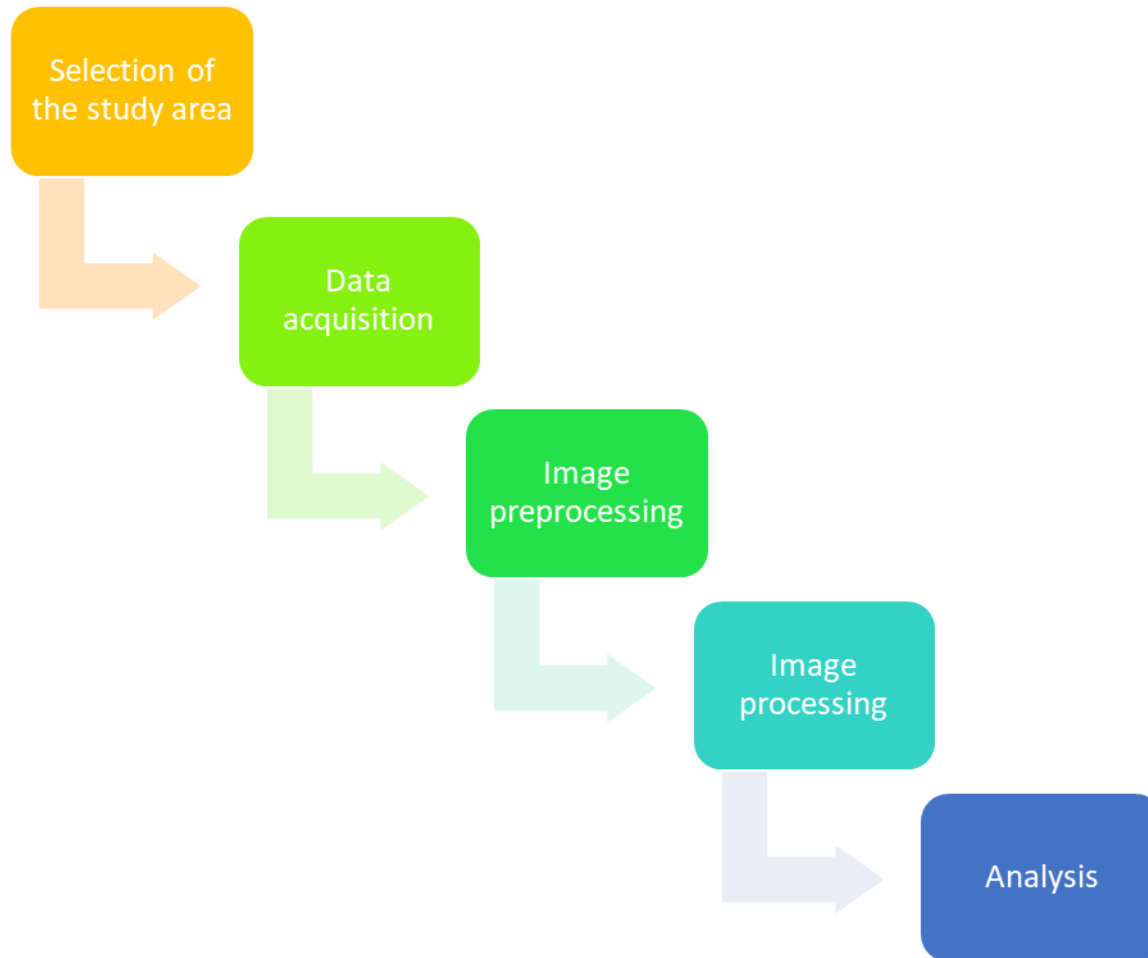 Selection of
the study area
Data
acquisition
Image
preprocessing
Image
processing
Analysis